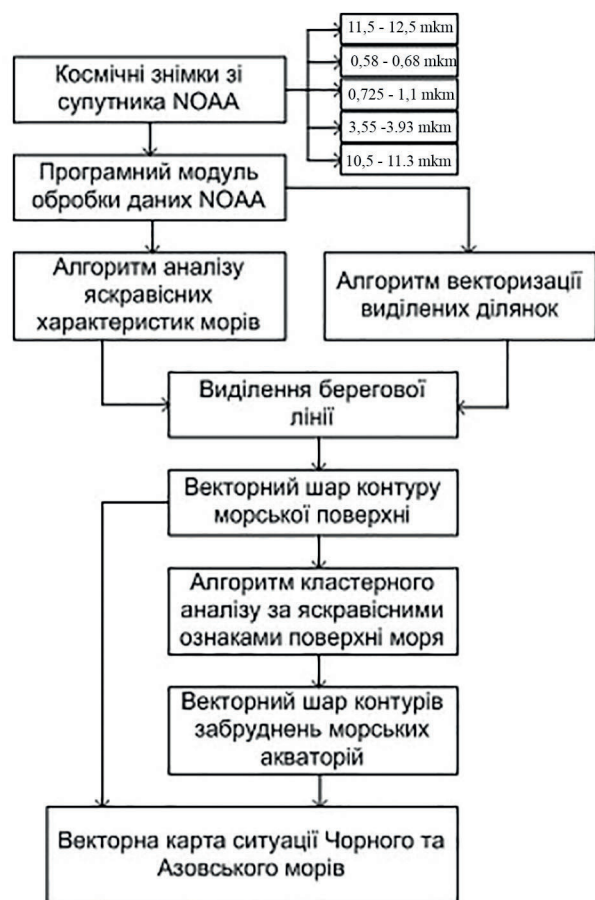 11,5 - 12,5 mkm
Космічні знімки зі
супутника NOAA
0,58 - 0,68 mkm
0,725 - 1,1 mkm
3,55 -3.93 mkm
10,5 - 11.3 mkm
Програмний модуль
обробки даних NOAA
Алгоритм аналізу
яскравісних
характеристик морів
Алгоритм векторизації
виділених ділянок
Виділення берегової
лінії
Векторний шар контуру
морської поверхні
Алгоритм кластерного
аналізу за яскравісними
ознаками поверхні моря
Векторний шар контурів
забруднень морських
акваторій
Векторна карта ситуації Чорного та
Азовського морів